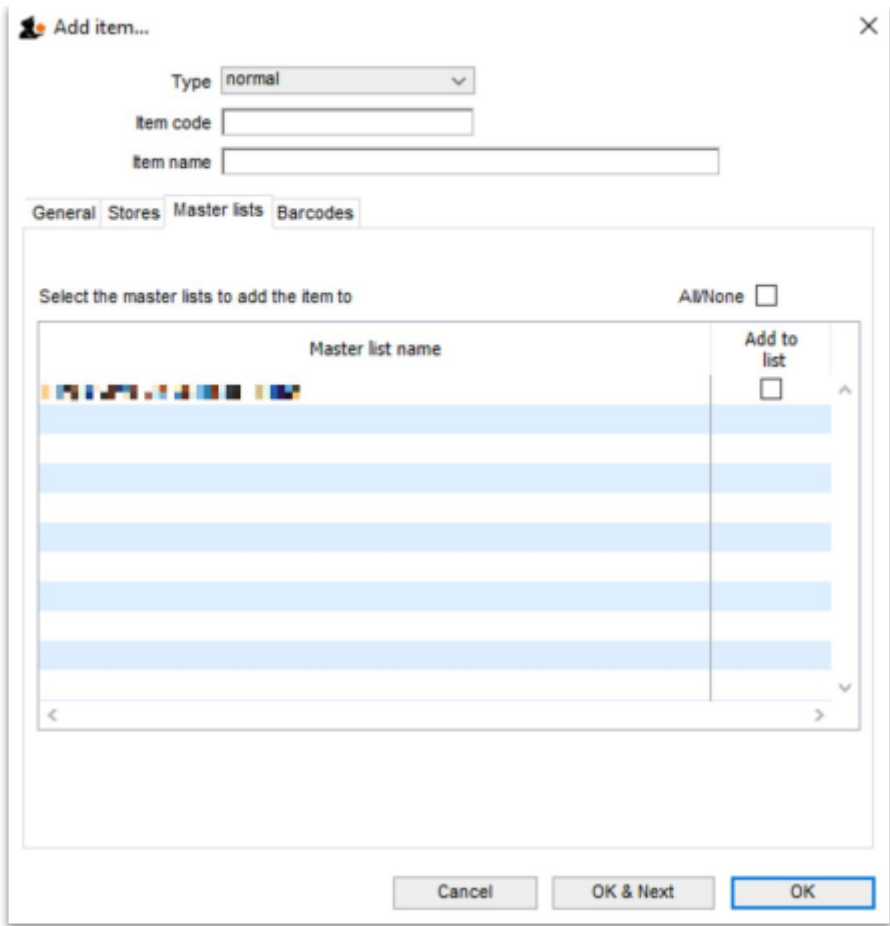 Add item...
Type normal
Item code
Item name
General Stores Master lists Barcodes
Select the master lists to add the item to All/None
Master list name Add to list
Cancel OK & Next OK